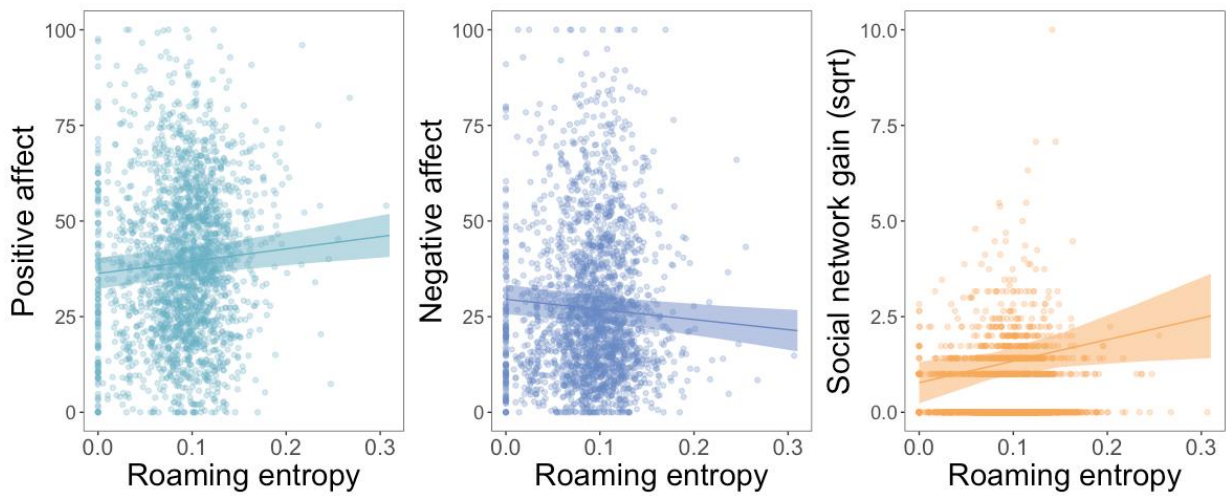 Positive affect
100
75
50
25
0
0.0 0.1 0.2 0.3
Roaming entropy
Negative affect
100
75
50
25
0
0.0 0.1 0.2 0.3
Roaming entropy
Social network gain (sqrt)
10.0
7.5
5.0
2.5
0.0
0.0 0.1 0.2 0.3
Roaming entropy